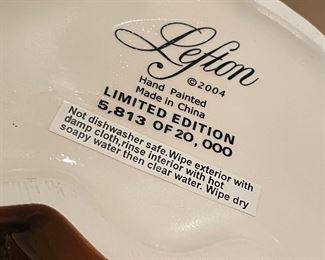 Lefton
©2004
Hand Painted
Made in China
LIMITED EDITION
5,813 OF 20,000
Not dishwasher safe.Wipe exterior with
damp cloth,rinse interior with hot
soapy water then clear water. Wipe dry